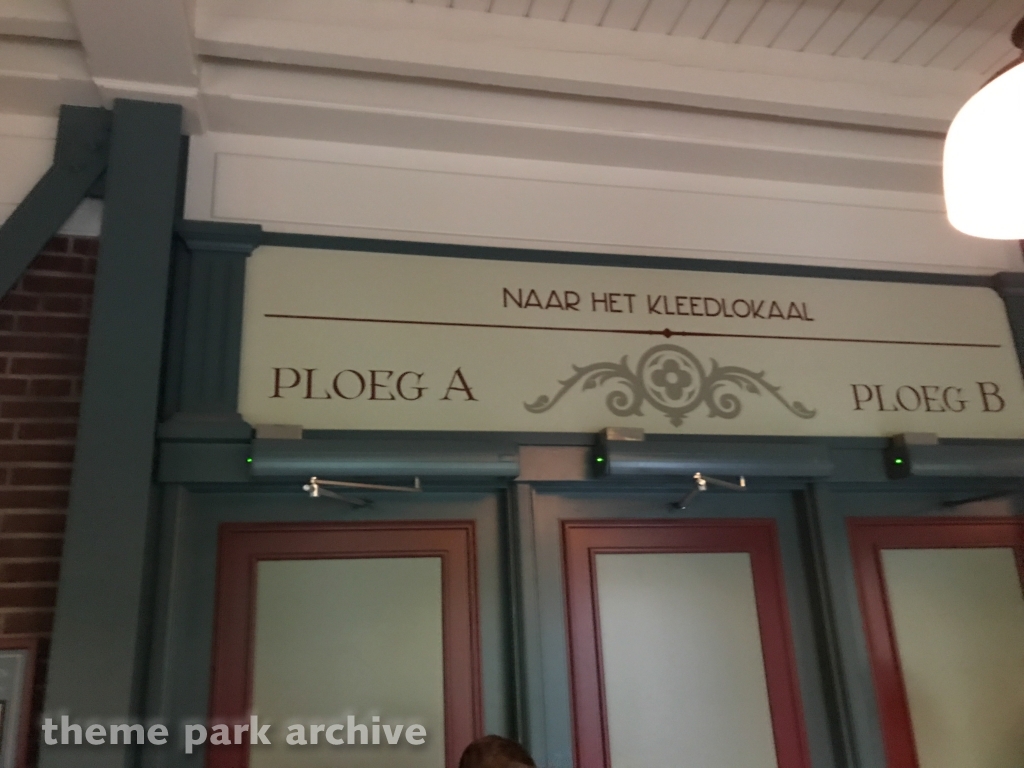 NAAR HET KLEEDLOKAAL
PLOEG A PLOEG B
theme park archive